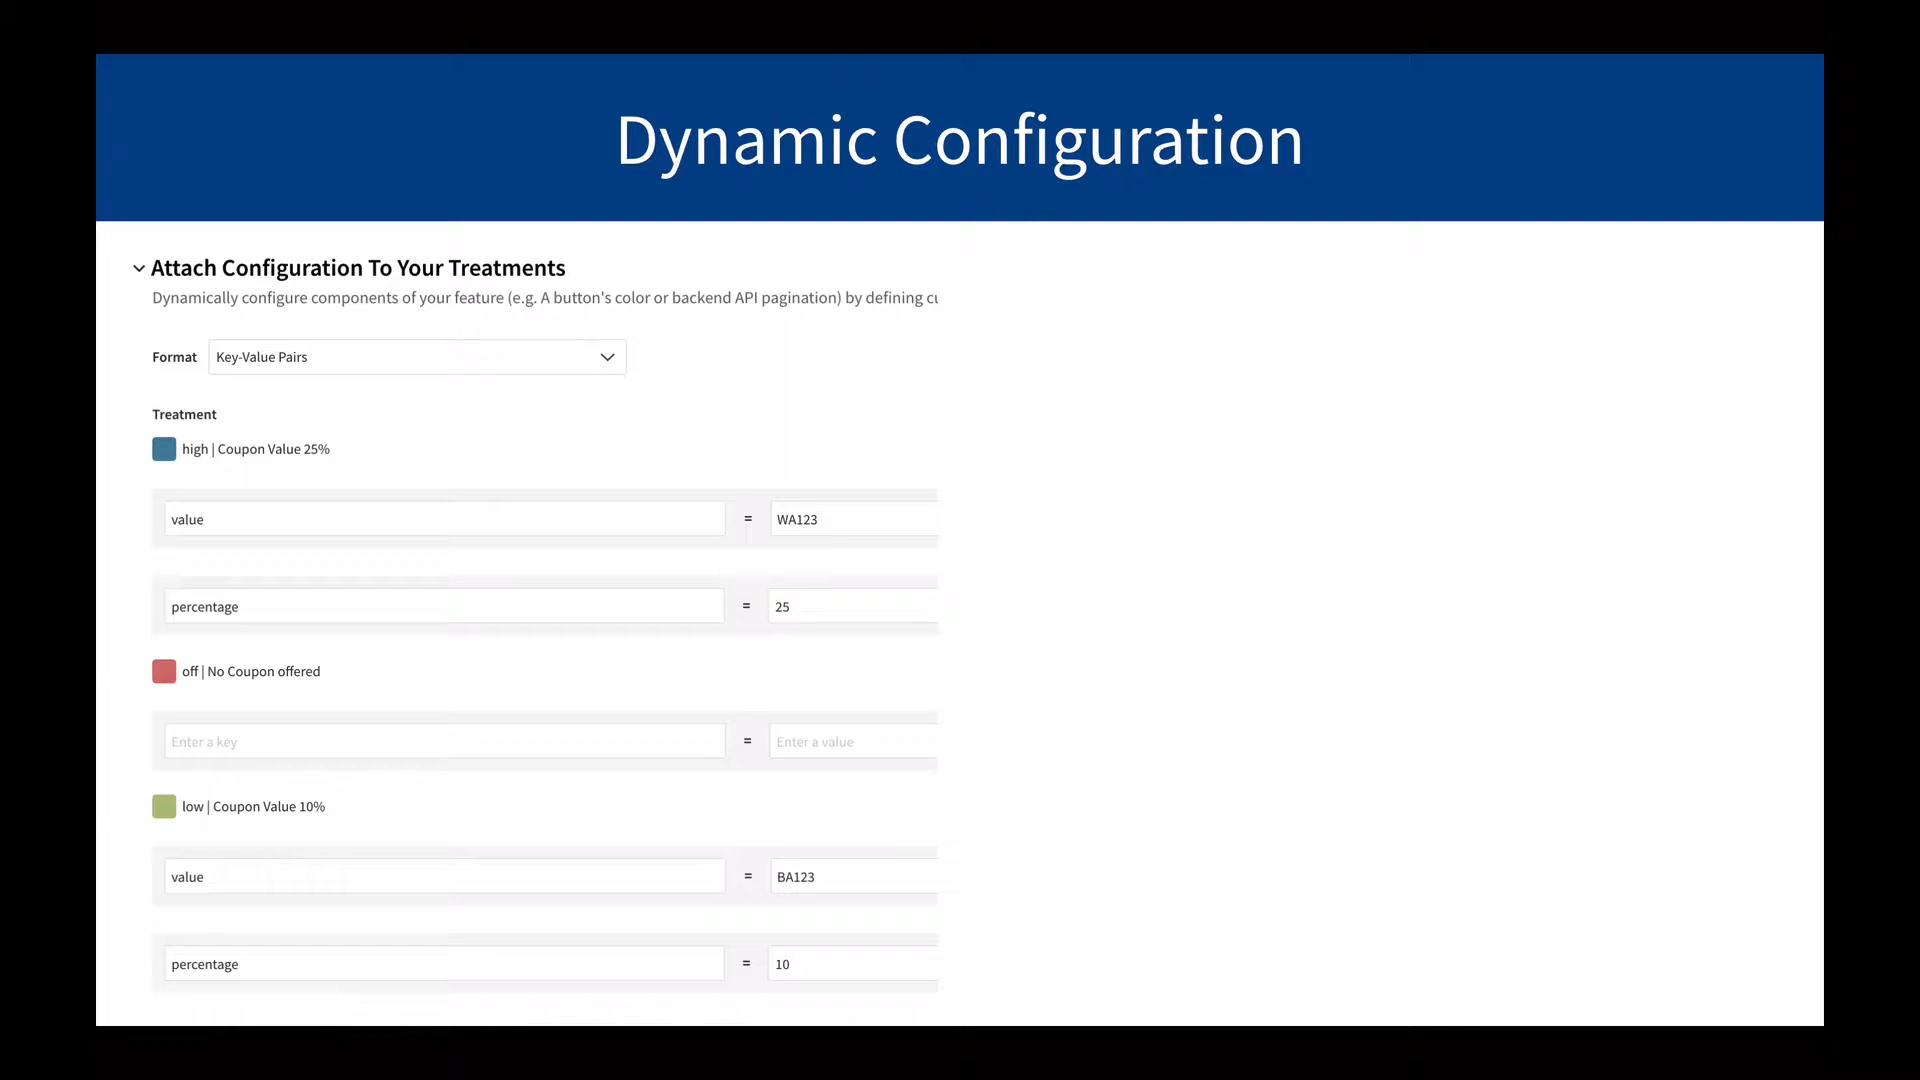 Dynamic Configuration
Attach Configuration To Your Treatments
Dynamically configure components of your feature (e.g. A button's color or backend API pagination) by defining
Format Key-Value Pairs
Treatment
high | Coupon Value 25%
value = WA123
percentage = 25
off | No Coupon offered
Enter a key = Enter a value
low | Coupon Value 10%
value = BA123
percentage = 10